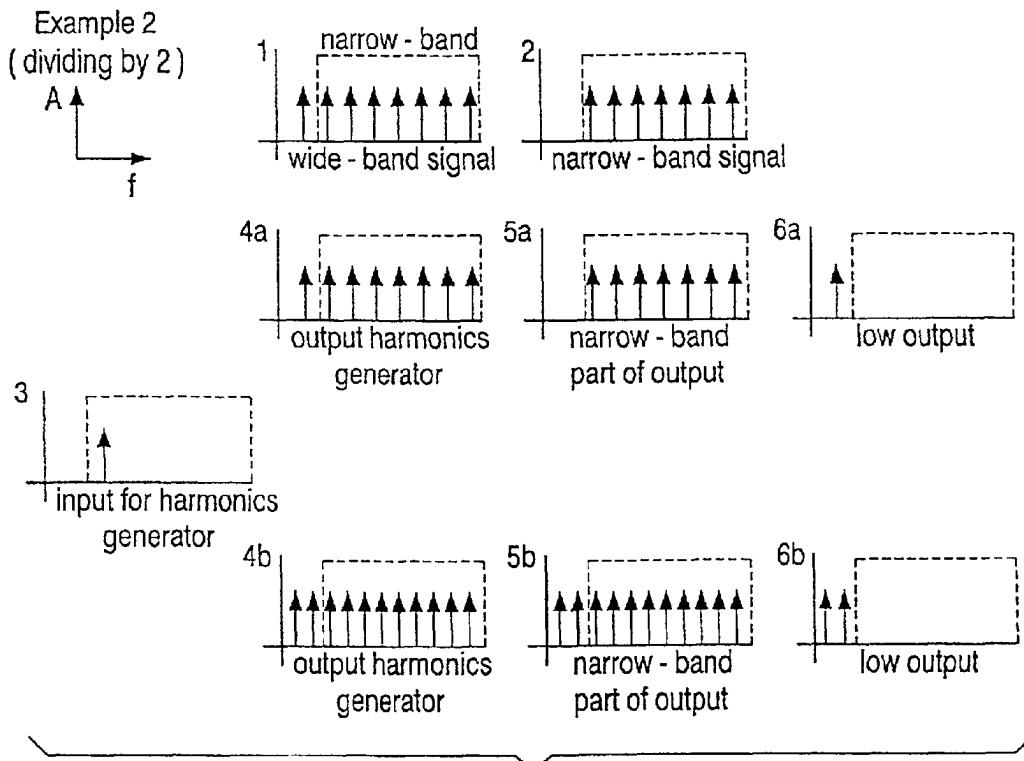 Example 2
( dividing by 2 )
A
f
1
narrow - band
wide - band signal
2
narrow - band signal
4a
output harmonics
generator
5a
narrow - band
part of output
6a
low output
3
input for harmonics
generator
4b
output harmonics
generator
5b
narrow - band
part of output
6b
low output